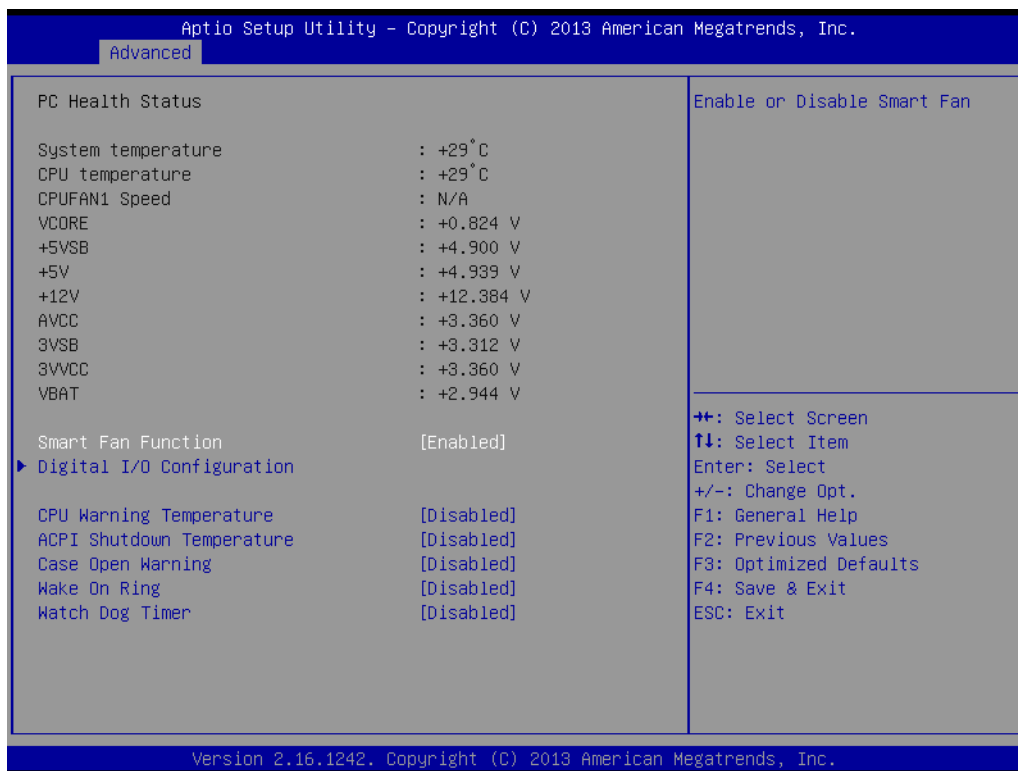 Aptio Setup Utility – Copyright (C) 2013 American Megatrends, Inc.
Advanced
PC Health Status
System temperature : +29°C
CPU temperature : +29°C
CPUFAN1 Speed : N/A
VCORE : +0.824 V
+5VSB : +4.900 V
+5V : +4.939 V
+12V : +12.384 V
AVCC : +3.360 V
3VSB : +3.312 V
3VVCC : +3.360 V
VBAT : +2.944 V
Smart Fan Function [Enabled]
▶ Digital I/O Configuration
CPU Warning Temperature [Disabled]
ACPI Shutdown Temperature [Disabled]
Case Open Warning [Disabled]
Wake On Ring [Disabled]
Watch Dog Timer [Disabled]
Enable or Disable Smart Fan
→←: Select Screen
↑↓: Select Item
Enter: Select
+/-: Change Opt.
F1: General Help
F2: Previous Values
F3: Optimized Defaults
F4: Save & Exit
ESC: Exit
Version 2.16.1242. Copyright (C) 2013 American Megatrends, Inc.